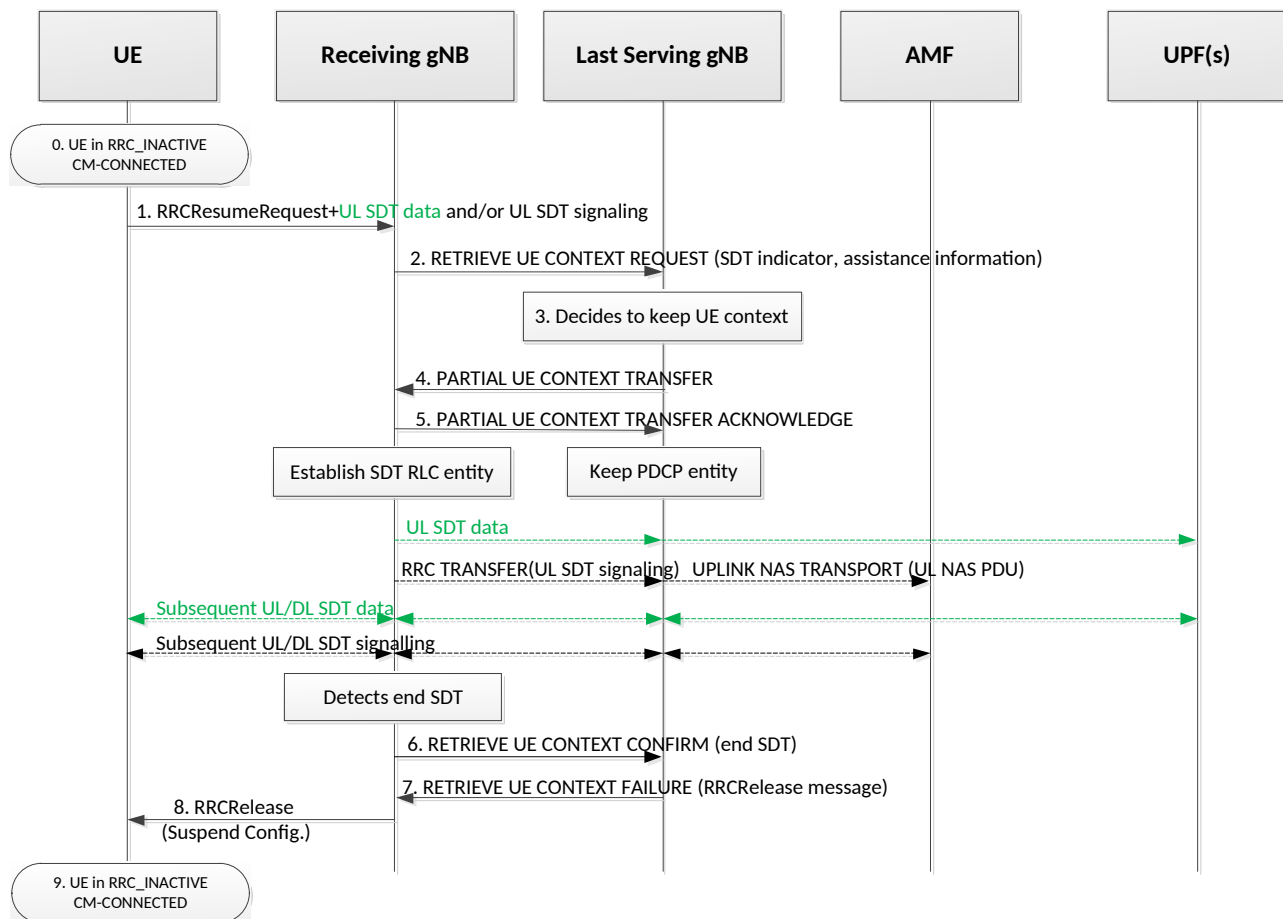 UE
Receiving gNB
Last Serving gNB
AMF
UPF(s)
0. UE in RRC_INACTIVE
CM-CONNECTED
1. RRCResumeRequest+UL SDT data and/or UL SDT signaling
2. RETRIEVE UE CONTEXT REQUEST (SDT indicator, assistance information)
3. Decides to keep UE context
4. PARTIAL UE CONTEXT TRANSFER
5. PARTIAL UE CONTEXT TRANSFER ACKNOWLEDGE
Establish SDT RLC entity
Keep PDCP entity
UL SDT data
RRC TRANSFER(UL SDT signaling)
UPLINK NAS TRANSPORT (UL NAS PDU)
Subsequent UL/DL SDT data
Subsequent UL/DL SDT signalling
Detects end SDT
6. RETRIEVE UE CONTEXT CONFIRM (end SDT)
7. RETRIEVE UE CONTEXT FAILURE (RRCRelease message)
8. RRCRelease
(Suspend Config.)
9. UE in RRC_INACTIVE
CM-CONNECTED